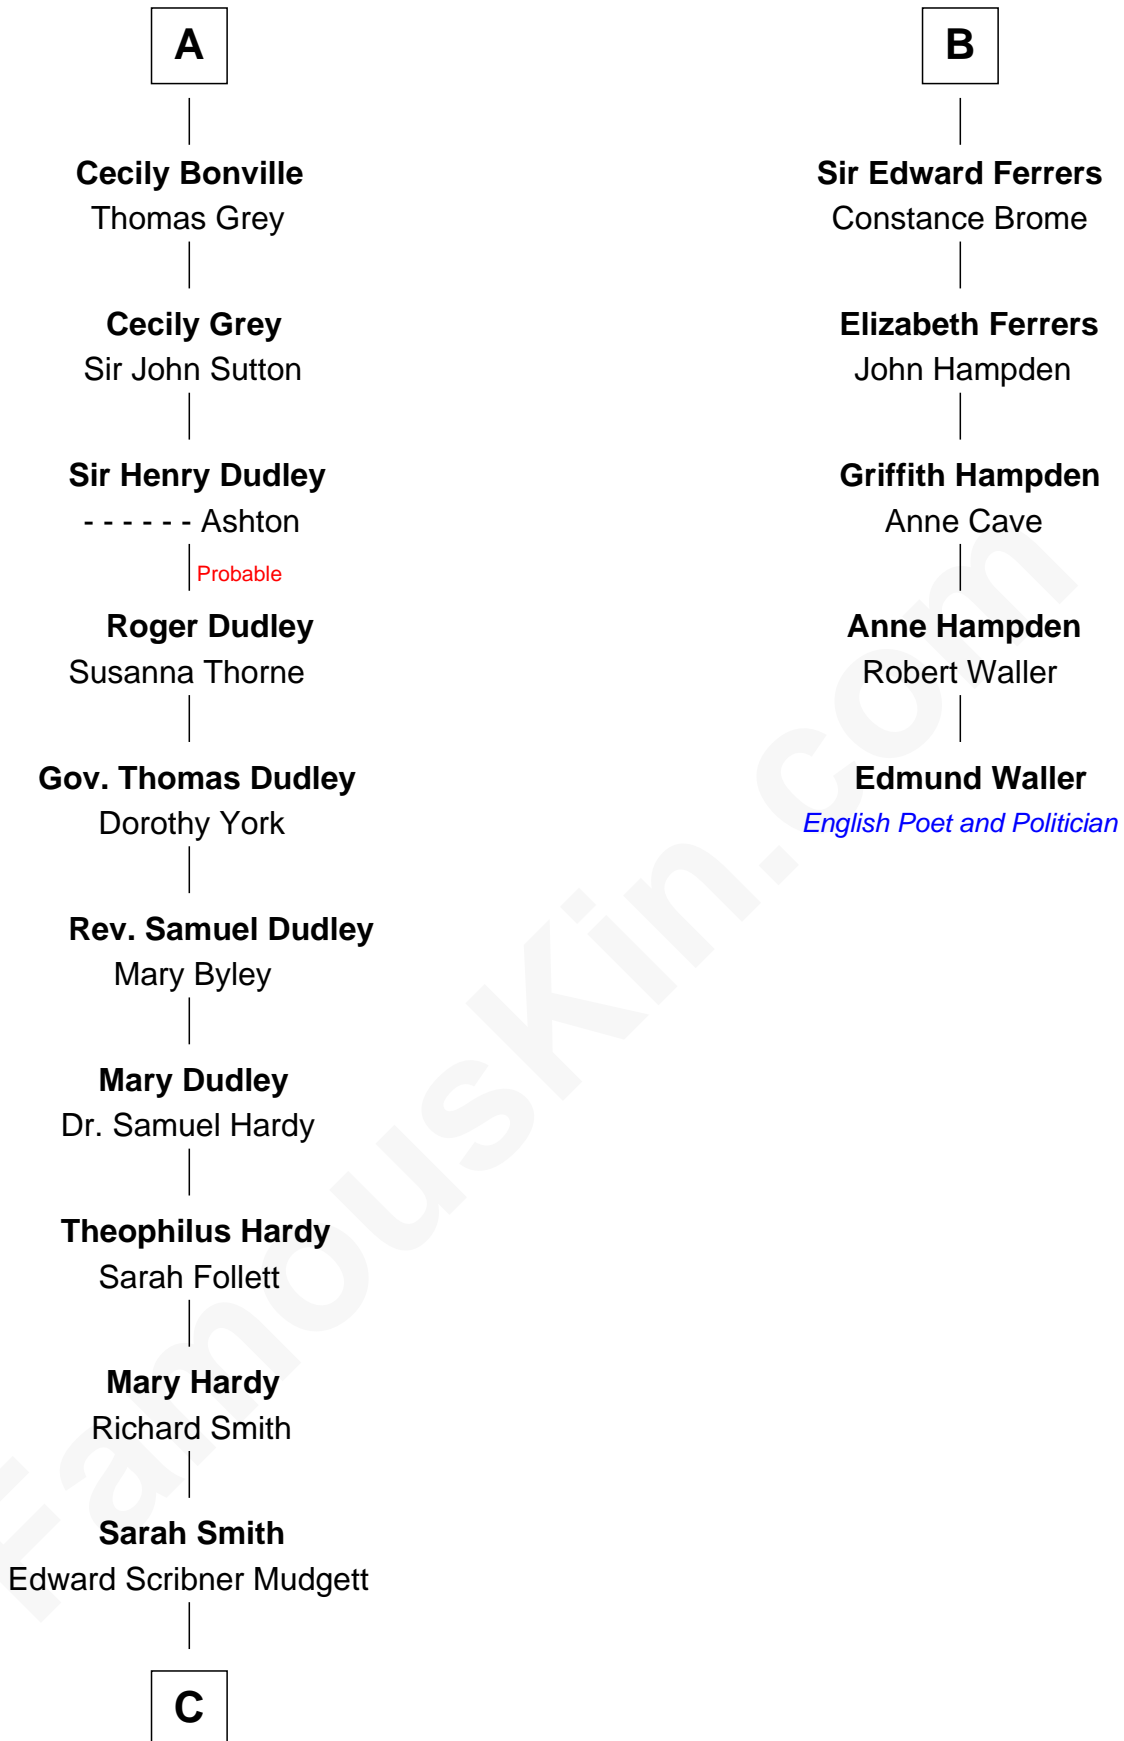 A
Cecily Bonville
Thomas Grey
Cecily Grey
Sir John Sutton
Sir Henry Dudley
- - - - - - Ashton
Probable
Roger Dudley
Susanna Thorne
Gov. Thomas Dudley
Dorothy York
Rev. Samuel Dudley
Mary Byley
Mary Dudley
Dr. Samuel Hardy
Theophilus Hardy
Sarah Follett
Mary Hardy
Richard Smith
Sarah Smith
Edward Scribner Mudgett
C
B
Sir Edward Ferrers
Constance Brome
Elizabeth Ferrers
John Hampden
Griffith Hampden
Anne Cave
Anne Hampden
Robert Waller
Edmund Waller
English Poet and Politician
FamousKin.com